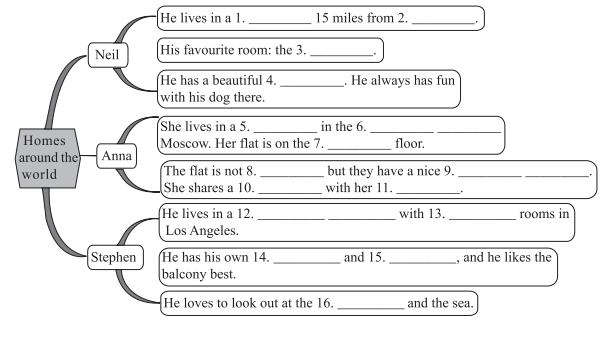 He lives in a 1. _________ 15 miles from 2. _________.
Neil
His favourite room: the 3. _________.
He has a beautiful 4. _________. He always has fun
with his dog there.
Homes
around the
world
She lives in a 5. _________ in the 6. _________ _________
Moscow. Her flat is on the 7. _________ floor.
Anna
The flat is not 8. _________ but they have a nice 9. _________ _________.
She shares a 10. _________ with her 11. _________.
He lives in a 12. _________ _________ with 13. _________ rooms in
Los Angeles.
Stephen
He has his own 14. _________ and 15. _________, and he likes the
balcony best.
He loves to look out at the 16. _________ and the sea.